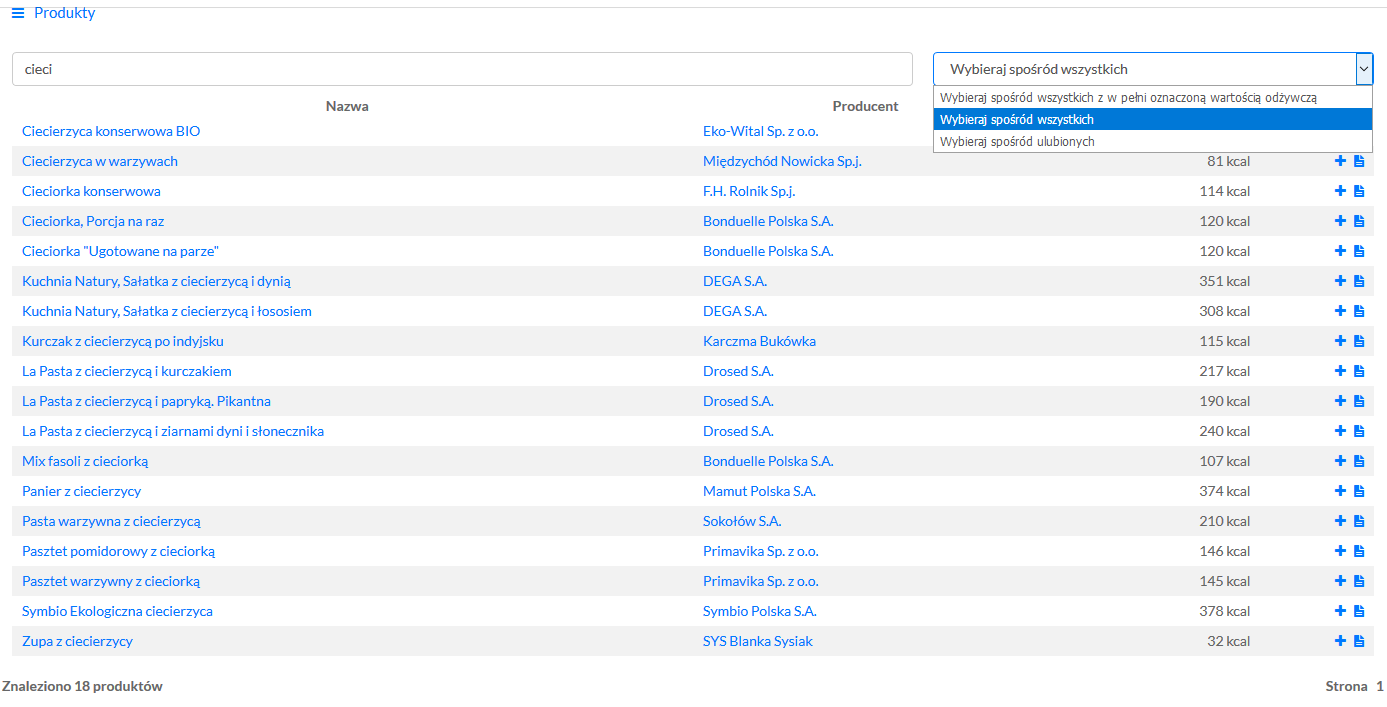 Produkty
cieci
Wybieraj spośród wszystkich
Wybieraj spośród wszystkich z w pełni oznaczoną wartością odżywczą
Wybieraj spośród wszystkich
Wybieraj spośród ulubionych
Nazwa Producent
Ciecierzyca konserwowa BIO Eko-Wital Sp. z o.o.
Ciecierzyca w warzywach Międzychód Nowicka Sp.j. 81 kcal
Cieciorka konserwowa F.H. Rolnik Sp.j. 114 kcal
Cieciorka, Porcja na raz Bonduelle Polska S.A. 120 kcal
Cieciorka "Ugotowane na parze" Bonduelle Polska S.A. 120 kcal
Kuchnia Natury, Sałatka z ciecierzycą i dynią DEGA S.A. 351 kcal
Kuchnia Natury, Sałatka z ciecierzycą i łososiem DEGA S.A. 308 kcal
Kurczak z ciecierzycą po indyjsku Karczma Bukówka 115 kcal
La Pasta z ciecierzycą i kurczakiem Drosed S.A. 217 kcal
La Pasta z ciecierzycą i papryką. Pikantna Drosed S.A. 190 kcal
La Pasta z ciecierzycą i ziarnami dyni i słonecznika Drosed S.A. 240 kcal
Mix fasoli z cieciorką Bonduelle Polska S.A. 107 kcal
Panier z ciecierzycy Mamut Polska S.A. 374 kcal
Pasta warzywna z ciecierzycą Sokołów S.A. 210 kcal
Pasztet pomidorowy z cieciorką Primavika Sp. z o.o. 146 kcal
Pasztet warzywny z cieciorką Primavika Sp. z o.o. 145 kcal
Symbio Ekologiczna ciecierzyca Symbio Polska S.A. 378 kcal
Zupa z ciecierzycy SYS Blanka Sysiak 32 kcal
Znaleziono 18 produktów Strona 1